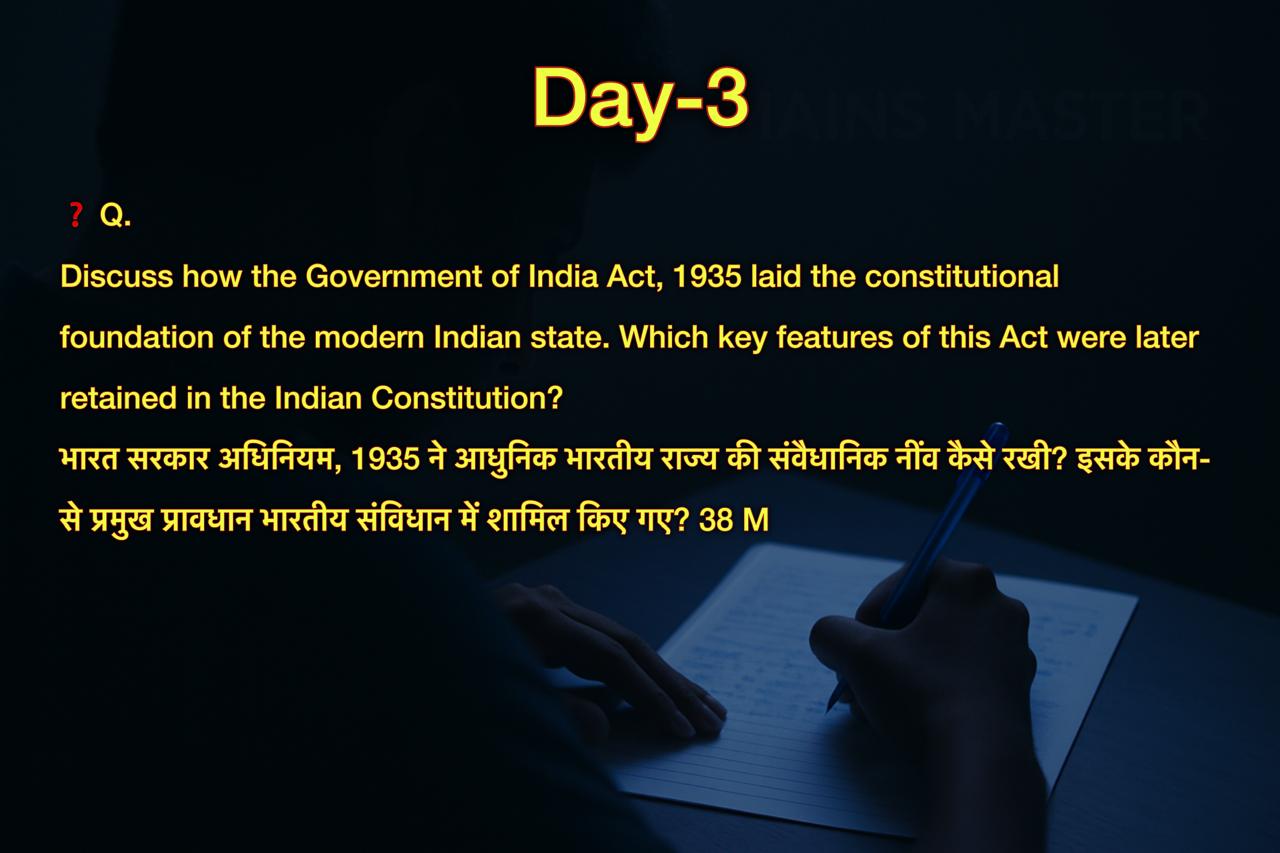 Day-3
MAINS MASTER
❓ Q.
Discuss how the Government of India Act, 1935 laid the constitutional
foundation of the modern Indian state. Which key features of this Act were later
retained in the Indian Constitution?
भारत सरकार अधिनियम, 1935 ने आधुनिक भारतीय राज्य की संवैधानिक नींव कैसे रखी? इसके कौन-
से प्रमुख प्रावधान भारतीय संविधान में शामिल किए गए? 38 M